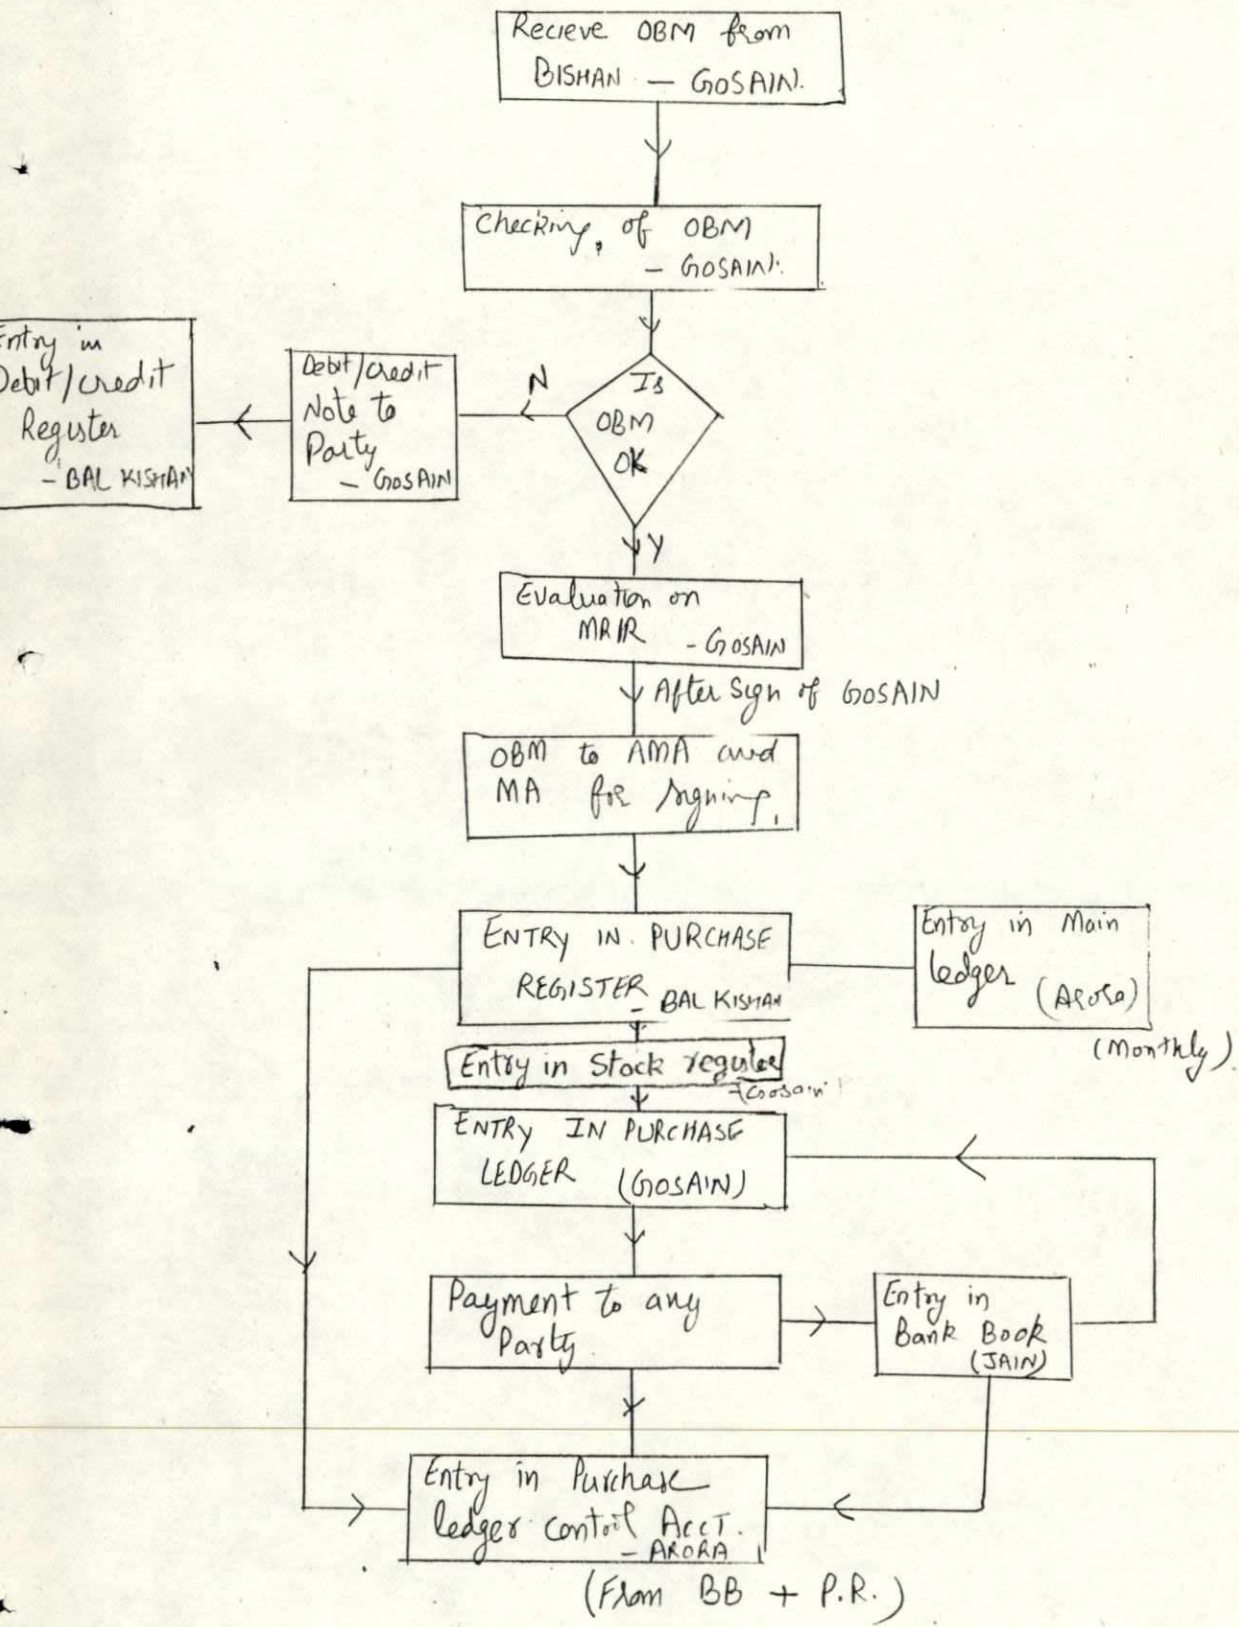 Recieve OBM from
BISHAN - GOSAIN.
Checking, of OBM
- GOSAIN.
Is
OBM
OK
N
Debit/credit
Note to
Party
- GOSAIN
Entry in
Debit/credit
Register
- BAL KISHAN
Y
Evaluation on
MRIR - GOSAIN
After Sign of GOSAIN
OBM to AMA and
MA for signing.
ENTRY IN PURCHASE
REGISTER - BAL KISHAN
Entry in Main
ledger (Arora)
(Monthly).
Entry in Stock register
- (Gosain)
ENTRY IN PURCHASE
LEDGER (GOSAIN)
Payment to any
Party.
Entry in
Bank Book
(JAIN)
Entry in Purchase
ledger control Acct.
- ARORA
(From BB + P.R.)